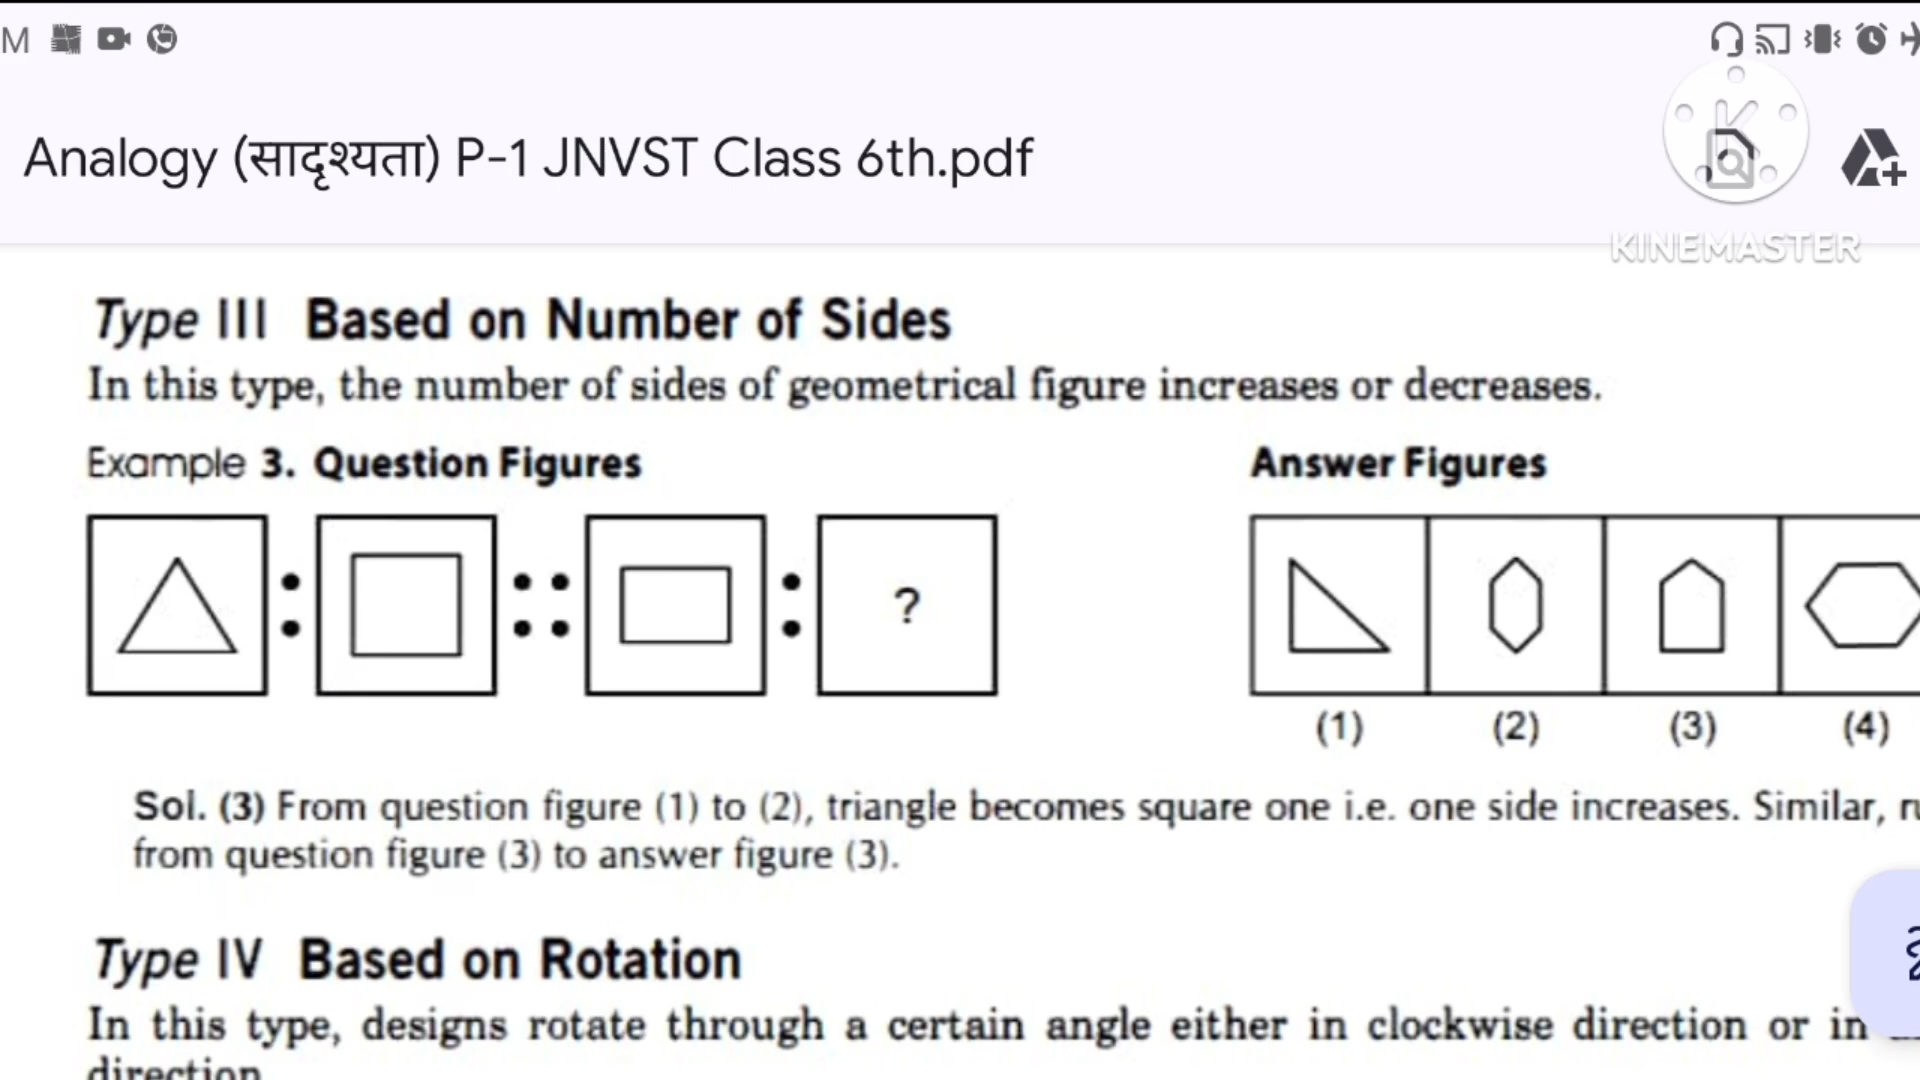 M
Analogy (सादृश्यता) P-1 JNVST Class 6th.pdf
KINEMASTER
Type III Based on Number of Sides
In this type, the number of sides of geometrical figure increases or decreases.
Example 3. Question Figures
Answer Figures
?
(1) (2) (3) (4)
Sol. (3) From question figure (1) to (2), triangle becomes square one i.e. one side increases. Similar,
from question figure (3) to answer figure (3).
Type IV Based on Rotation
In this type, designs rotate through a certain angle either in clockwise direction or in
direction